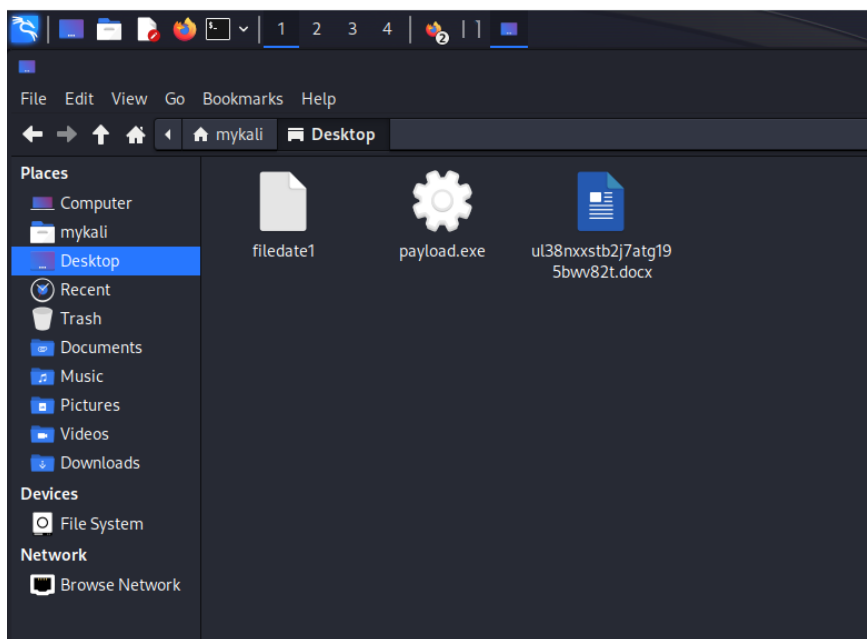 1 2 3 4 2
File Edit View Go Bookmarks Help
mykali Desktop
Places
Computer
mykali
Desktop
Recent
Trash
Documents
Music
Pictures
Videos
Downloads
Devices
File System
Network
Browse Network
filedate1
payload.exe
ul38nxxstb2j7atg19
5bwv82t.docx